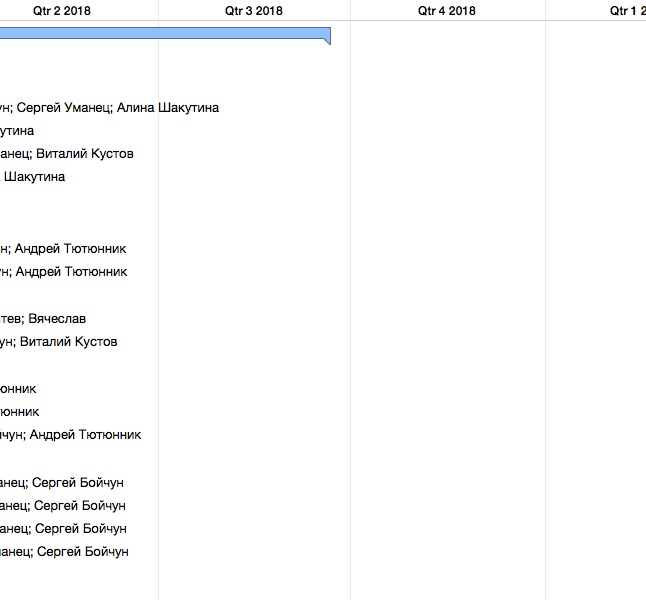 Qtr 2 2018 Qtr 3 2018 Qtr 4 2018 Qtr 1 2
ун; Сергей Уманец; Алина Шакутина
утина
анец; Виталий Кустов
Шакутина
н; Андрей Тютюнник
ун; Андрей Тютюнник
тев; Вячеслав
ун; Виталий Кустов
юнник
тюнник
йчун; Андрей Тютюнник
анец; Сергей Бойчун
анец; Сергей Бойчун
анец; Сергей Бойчун
манец; Сергей Бойчун